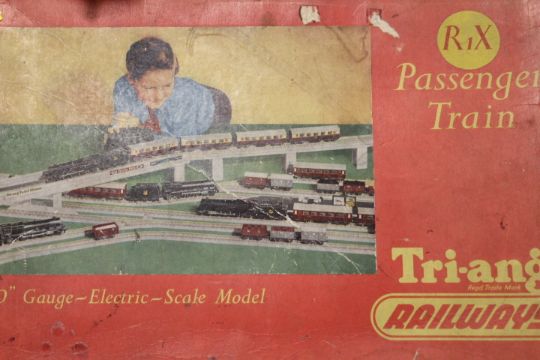 R1X
Passenger
Train
O" Gauge–Electric–Scale Model
Tri-ang
Regd. Trade Mark
RAILWAYS